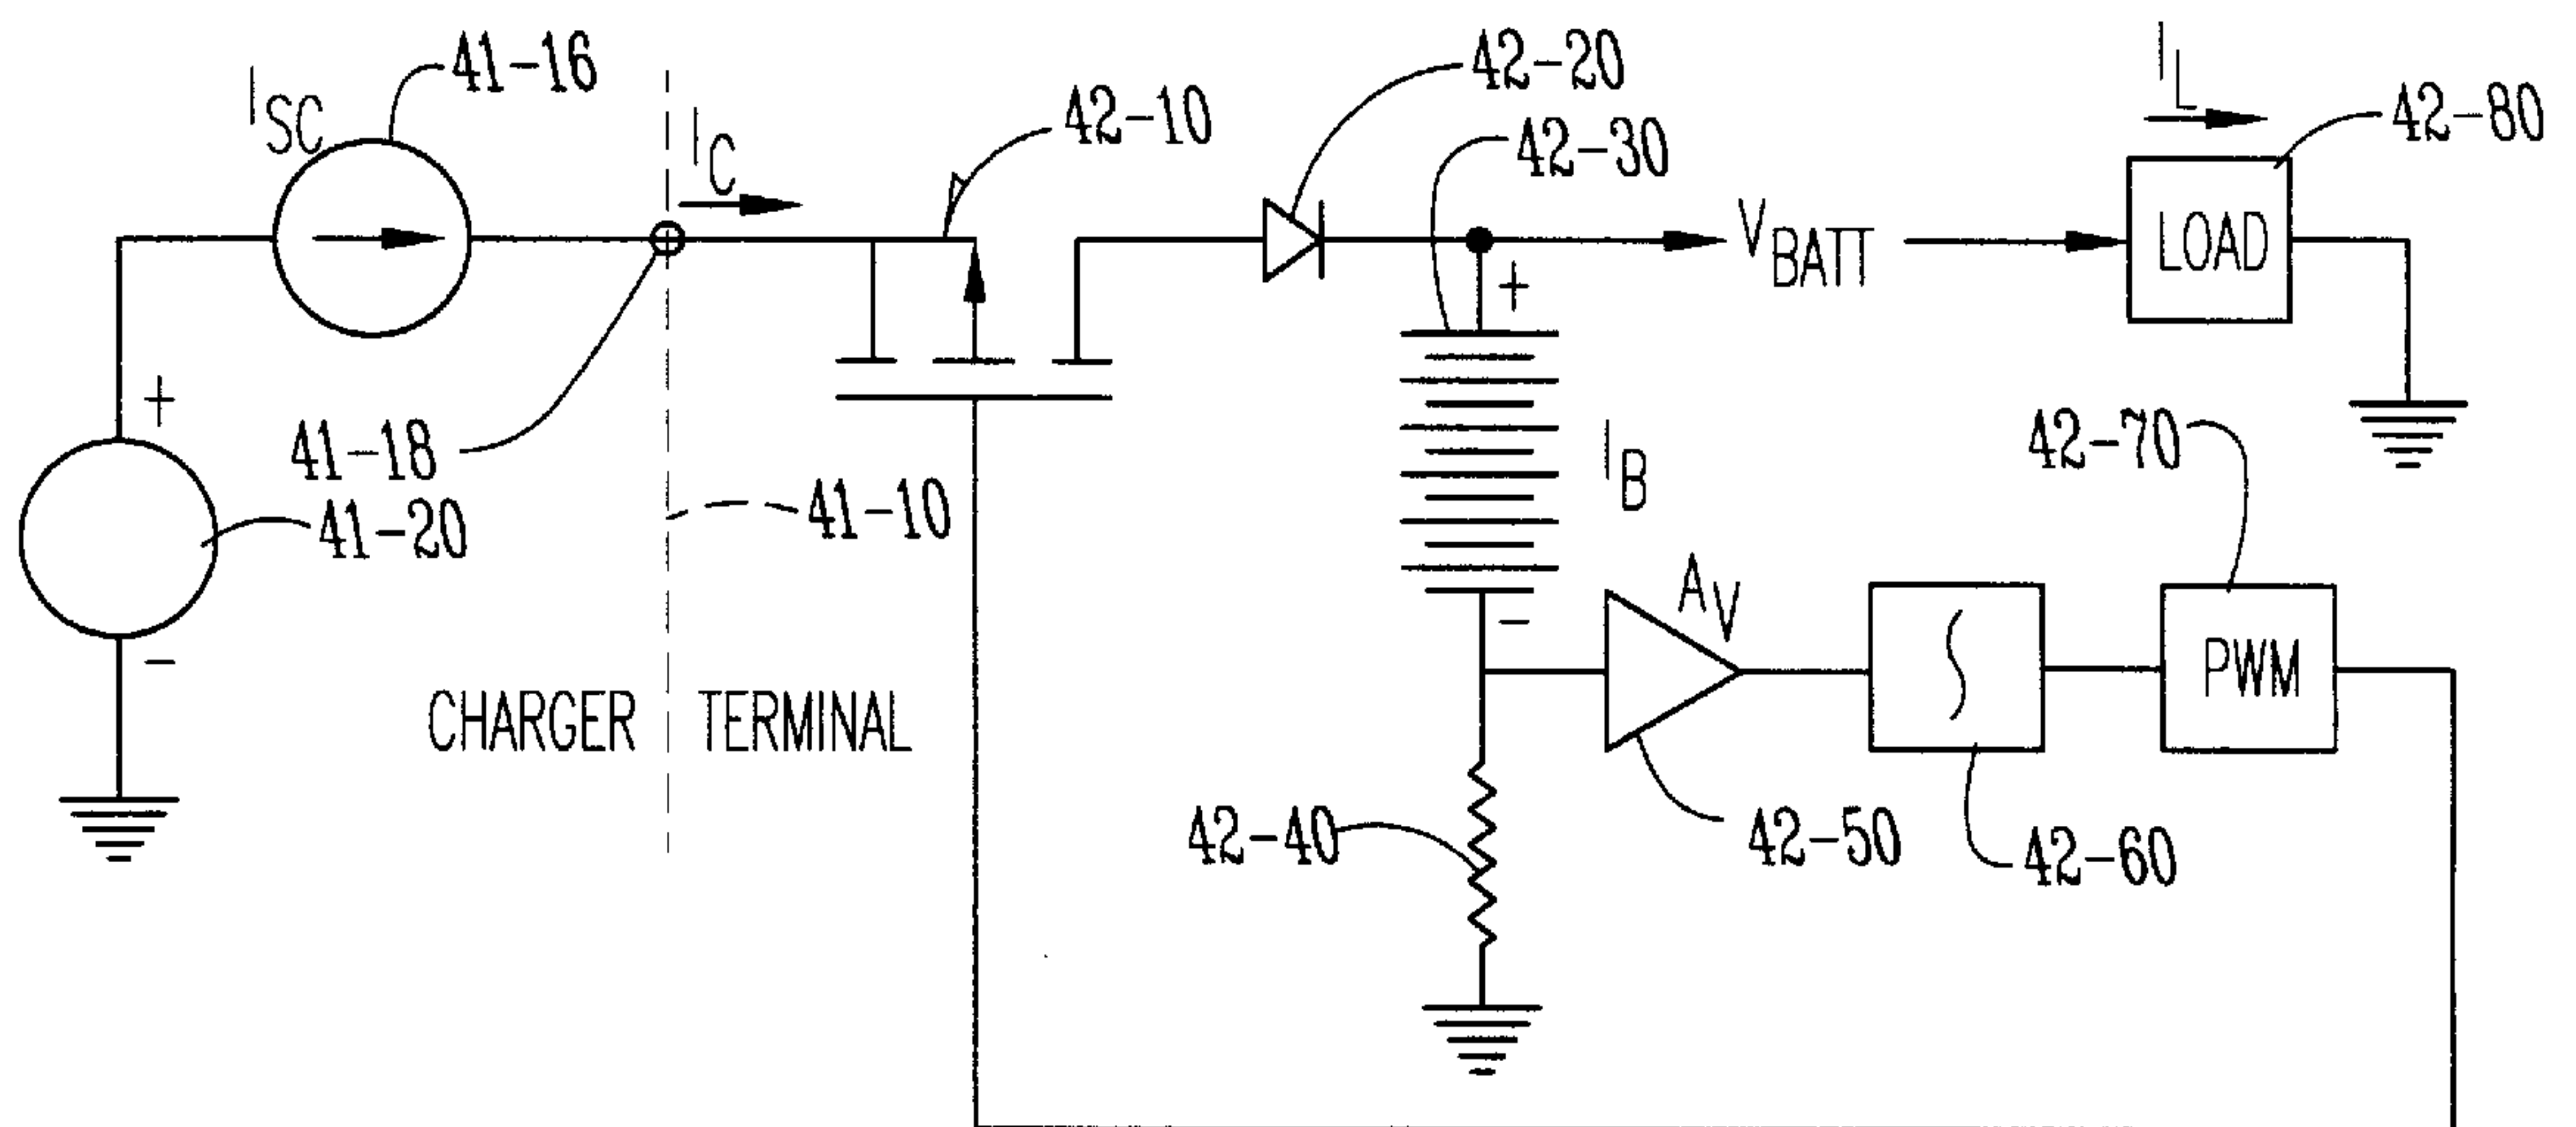 I_SC
41-16
I_C
42-10
42-20
42-30
I_L
42-80
V_BATT
LOAD
+
+
41-18
41-20
41-10
I_B
42-70
-
-
A_V
∫
PWM
CHARGER
TERMINAL
42-40
42-50
42-60